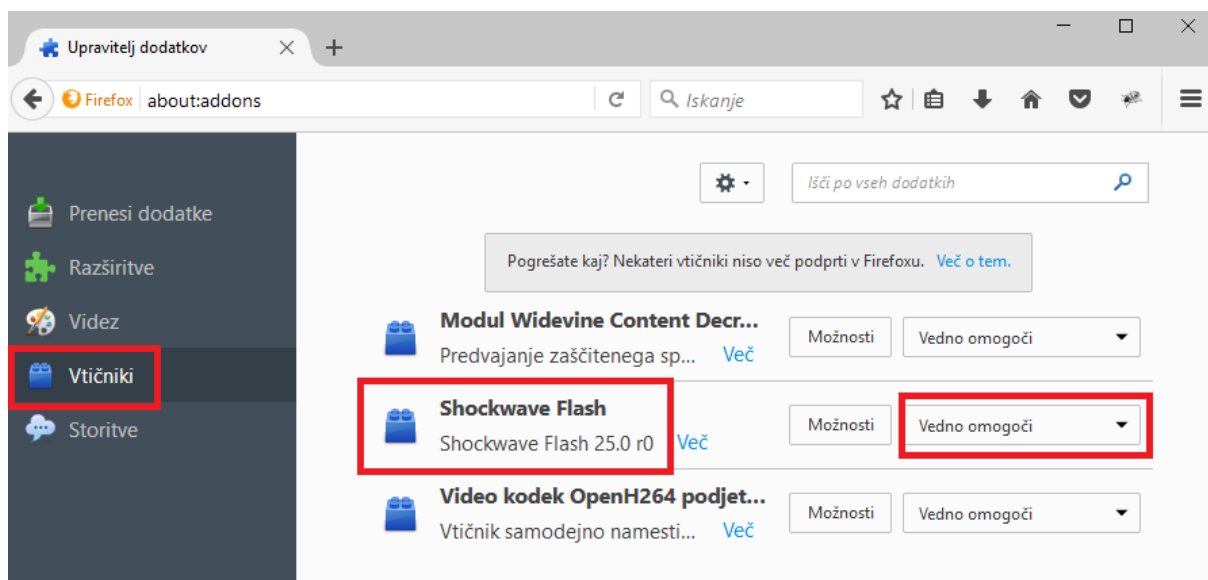 Upravitelj dodatkov
Firefox about:addons
Iskanje
Prenesi dodatke
Razširitve
Videz
Vtičniki
Storitve
Išči po vseh dodatkih
Pogrešate kaj? Nekateri vtičniki niso več podprti v Firefoxu. Več o tem.
Modul Widevine Content Decr...
Predvajanje zaščitenega sp... Več
Možnosti
Vedno omogoči
Shockwave Flash
Shockwave Flash 25.0 r0 Več
Možnosti
Vedno omogoči
Video kodek OpenH264 podjet...
Vtičnik samodejno namesti... Več
Možnosti
Vedno omogoči